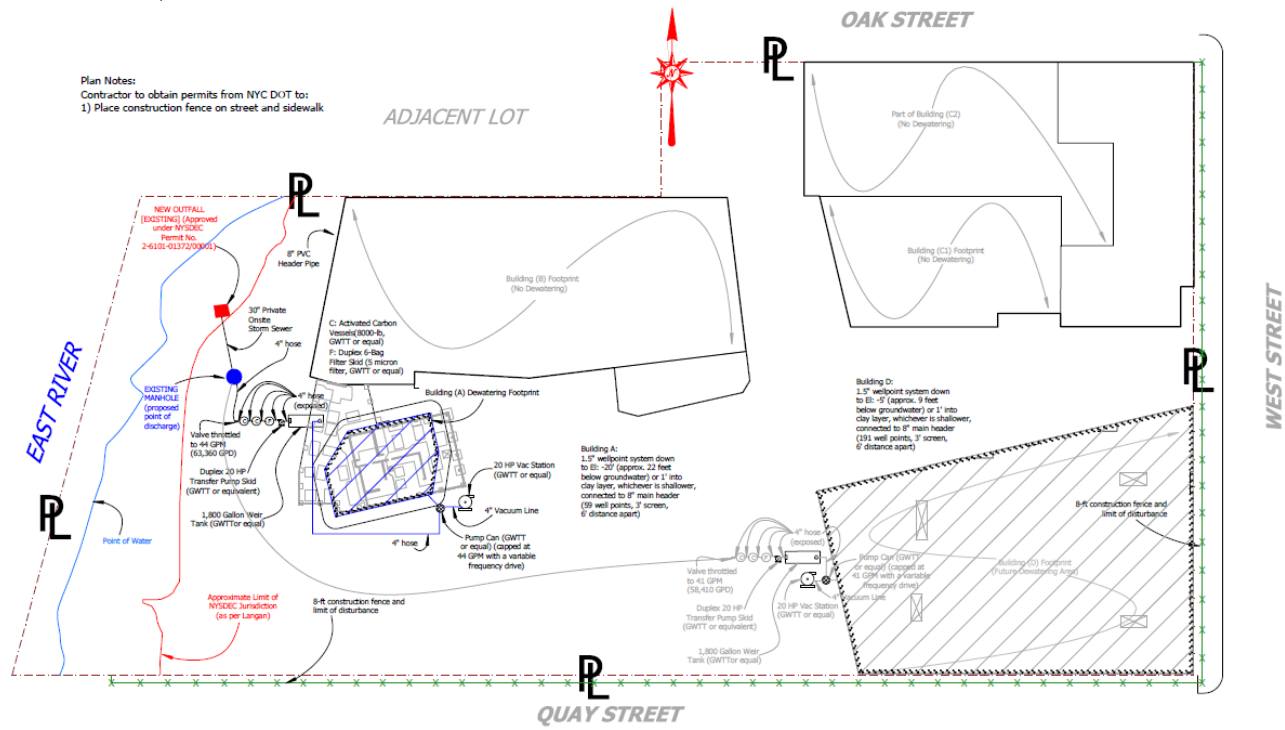 OAK STREET
Plan Notes:
Contractor to obtain permits from NYC DOT to:
1) Place construction fence on street and sidewalk
PL
N
ADJACENT LOT
Part of Building (C2)
(No Dewatering)
PL
NEW OUTFALL
[EXISTING] (Approved
under NYSDEC
Permit No.
2-6101-01372/00001)
8" PVC
Header Pipe
Building (B) Footprint
(No Dewatering)
Building (C1) Footprint
(No Dewatering)
30" Private
Onsite
Storm Sewer
4" hose
C: Activated Carbon
Vessels(8000-lb,
GWTT or equal)
F: Duplex 6-Bag
Filter Skid (5 micron
filter, GWTT or equal)
WEST STREET
PL
EAST RIVER
EXISTING
MANHOLE
(proposed
point of
discharge)
4" hose
(exposed)
C
C
F
Building (A) Dewatering Footprint
Building D:
1.5" wellpoint system down
to El: -5' (approx. 9 feet
below groundwater) or 1' into
clay layer, whichever is shallower,
connected to 8" main header
(191 well points, 3' screen,
6' distance apart)
Valve throttled
to 44 GPM
(63,360 GPD)
Duplex 20 HP
Transfer Pump Skid
(GWTT or equivalent)
1,800 Gallon Weir
Tank (GWTTor equal)
20 HP Vac Station
(GWTT or equal)
4" Vacuum Line
Building A:
1.5" wellpoint system down
to El: -20' (approx. 22 feet
below groundwater) or 1' into
clay layer, whichever is shallower,
connected to 8" main header
(59 well points, 3' screen,
6' distance apart)
8-ft construction fence and
limit of disturbance
PL
Point of Water
4" hose
Pump Can (GWTT
or equal) (capped at
44 GPM with a variable
frequency drive)
4" hose
(exposed)
C
C
F
Valve throttled
to 41 GPM
(58,410 GPD)
Pump Can (GWTT
or equal) (capped at
41 GPM with a variable
frequency drive)
4" Vacuum Line
Building (D) Footprint
(Future Dewatering Area)
Duplex 20 HP
Transfer Pump Skid
(GWTT or equivalent)
20 HP Vac Station
(GWTT or equal)
1,800 Gallon Weir
Tank (GWTTor equal)
Approximate Limit of
NYSDEC Jurisdiction
(as per Langan)
8-ft construction fence and
limit of disturbance
PL
QUAY STREET